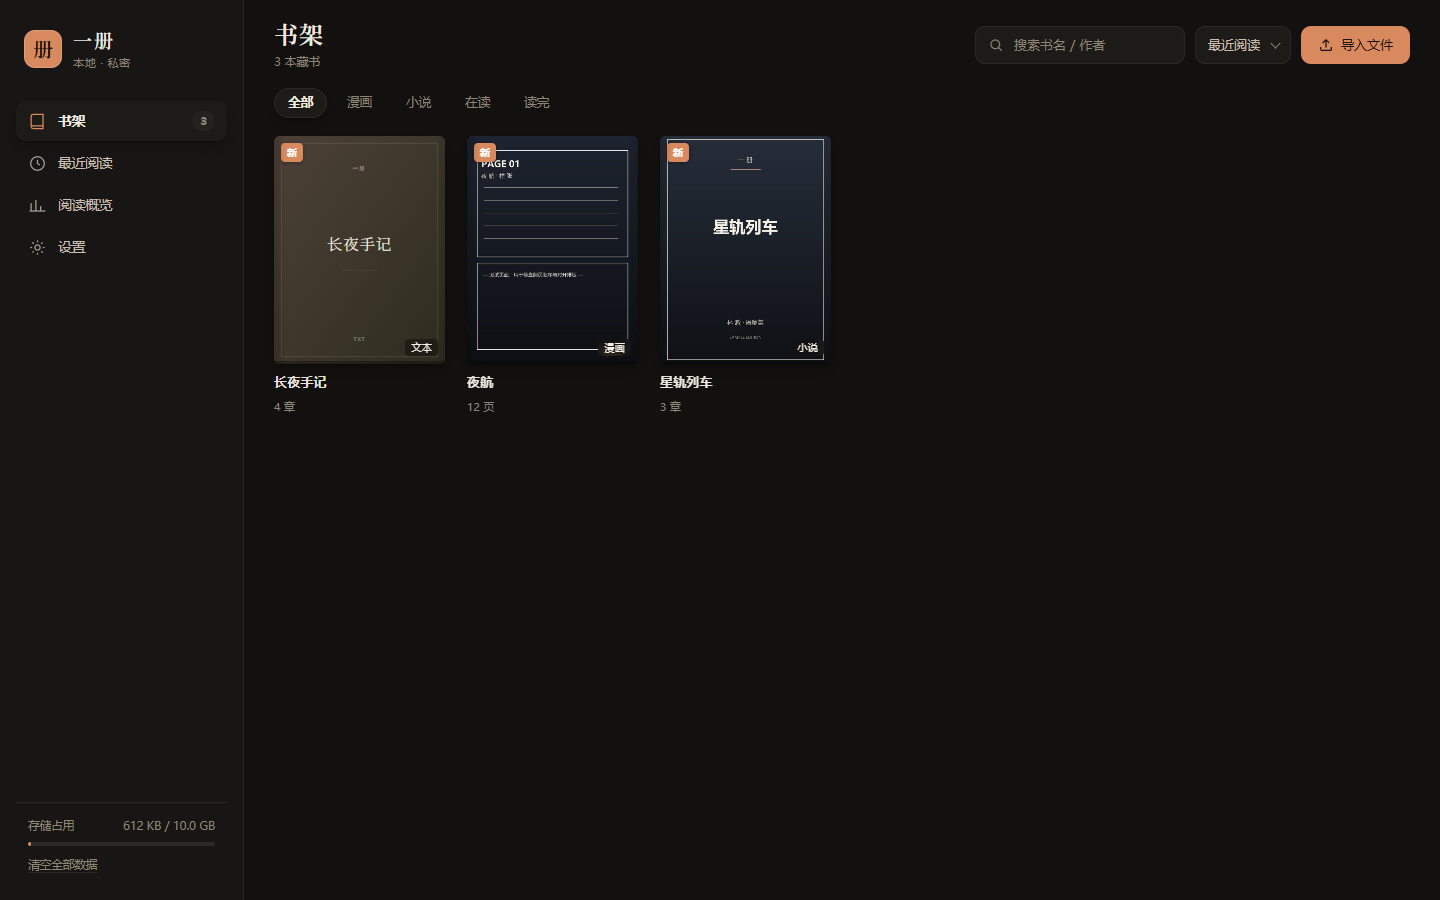 册
一册
本地 · 私密
书架
3
最近阅读
阅读概览
设置
存储占用
612 KB / 10.0 GB
清空全部数据
书架
3 本藏书
搜索书名 / 作者
最近阅读
导入文件
全部
漫画
小说
在读
读完
新
一册
长夜手记
TXT
文本
长夜手记
4 章
新
PAGE 01
漫画
夜航
12 页
新
一册
星轨列车
小说
星轨列车
3 章